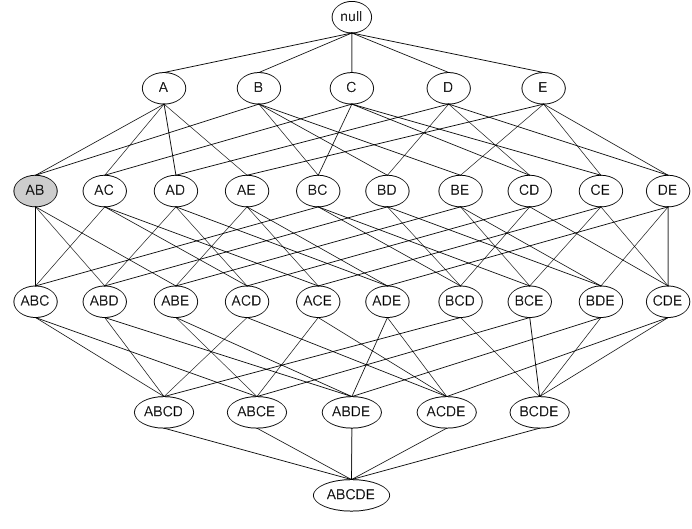 null
A B C D E
AB AC AD AE BC BD BE CD CE DE
ABC ABD ABE ACD ACE ADE BCD BCE BDE CDE
ABCD ABCE ABDE ACDE BCDE
ABCDE